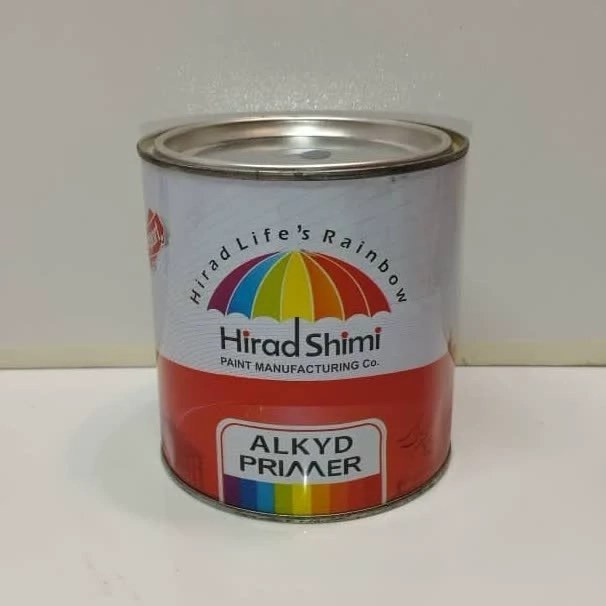 Hirad Life's Rainbow
Hirad Shimi
PAINT MANUFACTURING Co.
ALKYD
PRIMER